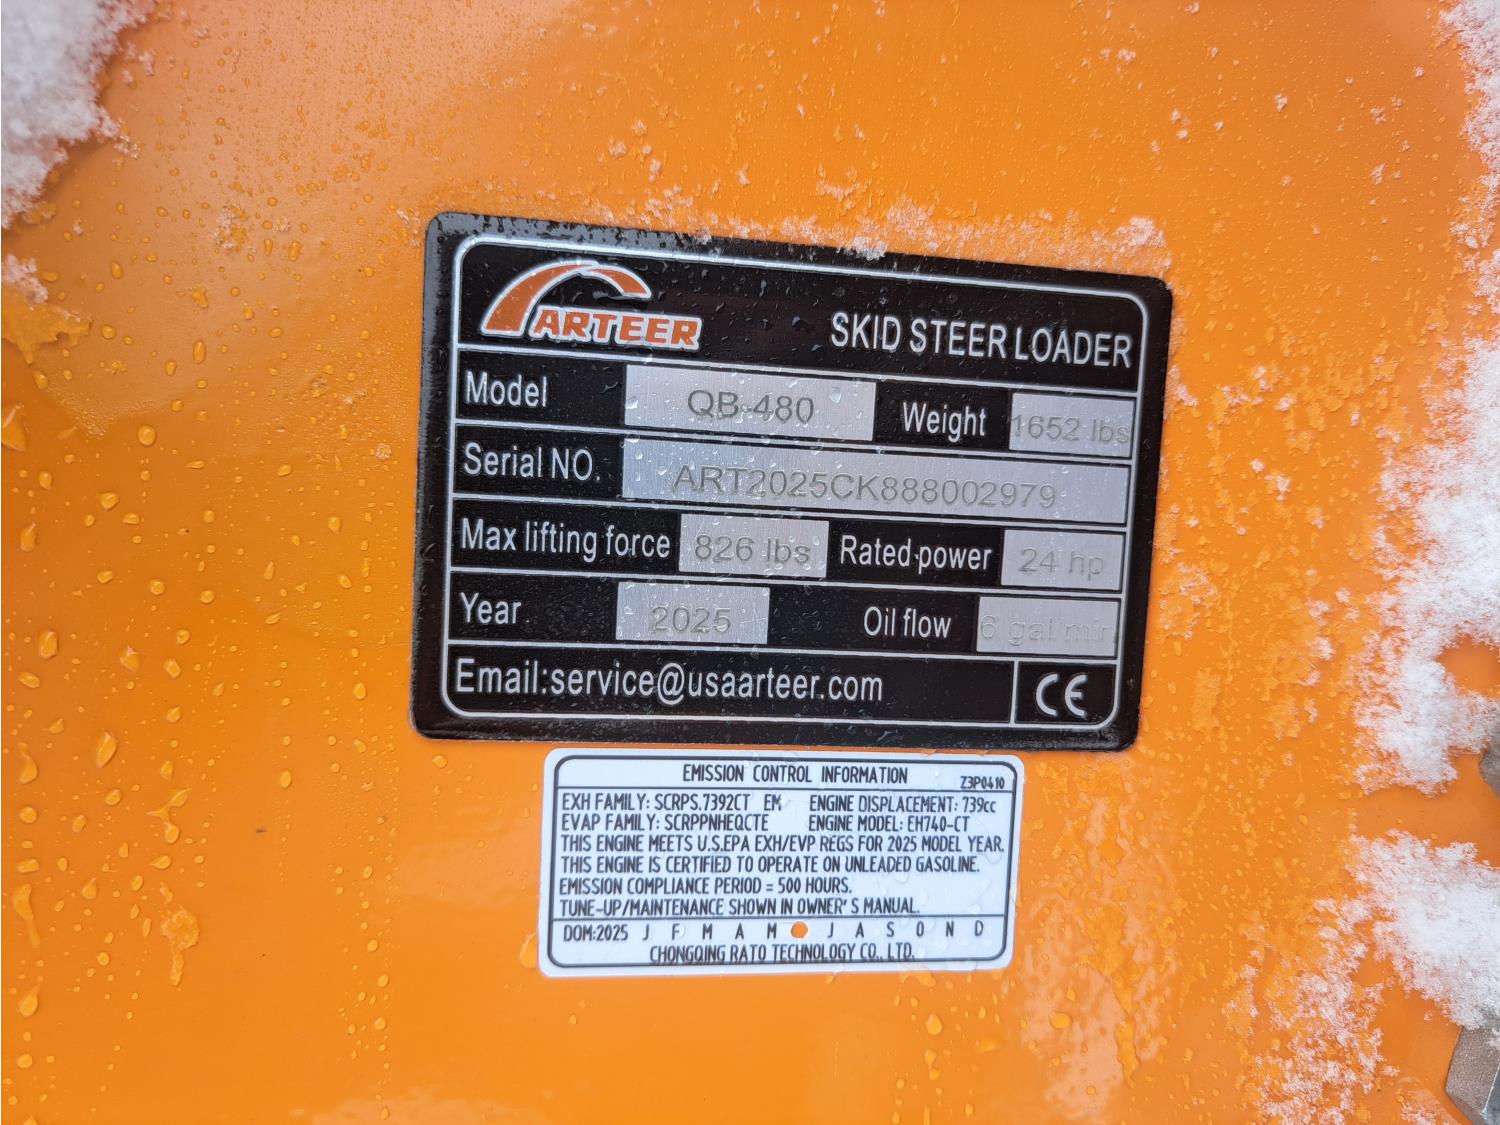 ARTEER SKID STEER LOADER
Model QB-480 Weight 1652 lbs
Serial NO. ART2025CK888002979
Max lifting force 826 lbs Rated power 24 hp
Year 2025 Oil flow 6 gal/min
Email:service@usaarteer.com CE
EMISSION CONTROL INFORMATION Z3P0410
EXH FAMILY: SCRPS.7392CT EM ENGINE DISPLACEMENT: 739cc
EVAP FAMILY: SCRPPNHEQCTE ENGINE MODEL: EH740-CT
THIS ENGINE MEETS U.S.EPA EXH/EVP REGS FOR 2025 MODEL YEAR.
THIS ENGINE IS CERTIFIED TO OPERATE ON UNLEADED GASOLINE.
EMISSION COMPLIANCE PERIOD = 500 HOURS.
TUNE-UP/MAINTENANCE SHOWN IN OWNER'S MANUAL.
DOM:2025 J F M A M J A S O N D
CHONGQING RATO TECHNOLOGY CO., LTD.